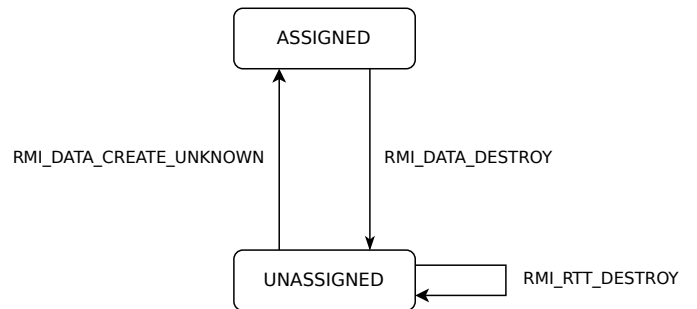 ASSIGNED
RMI_DATA_CREATE_UNKNOWN
RMI_DATA_DESTROY
UNASSIGNED
RMI_RTT_DESTROY